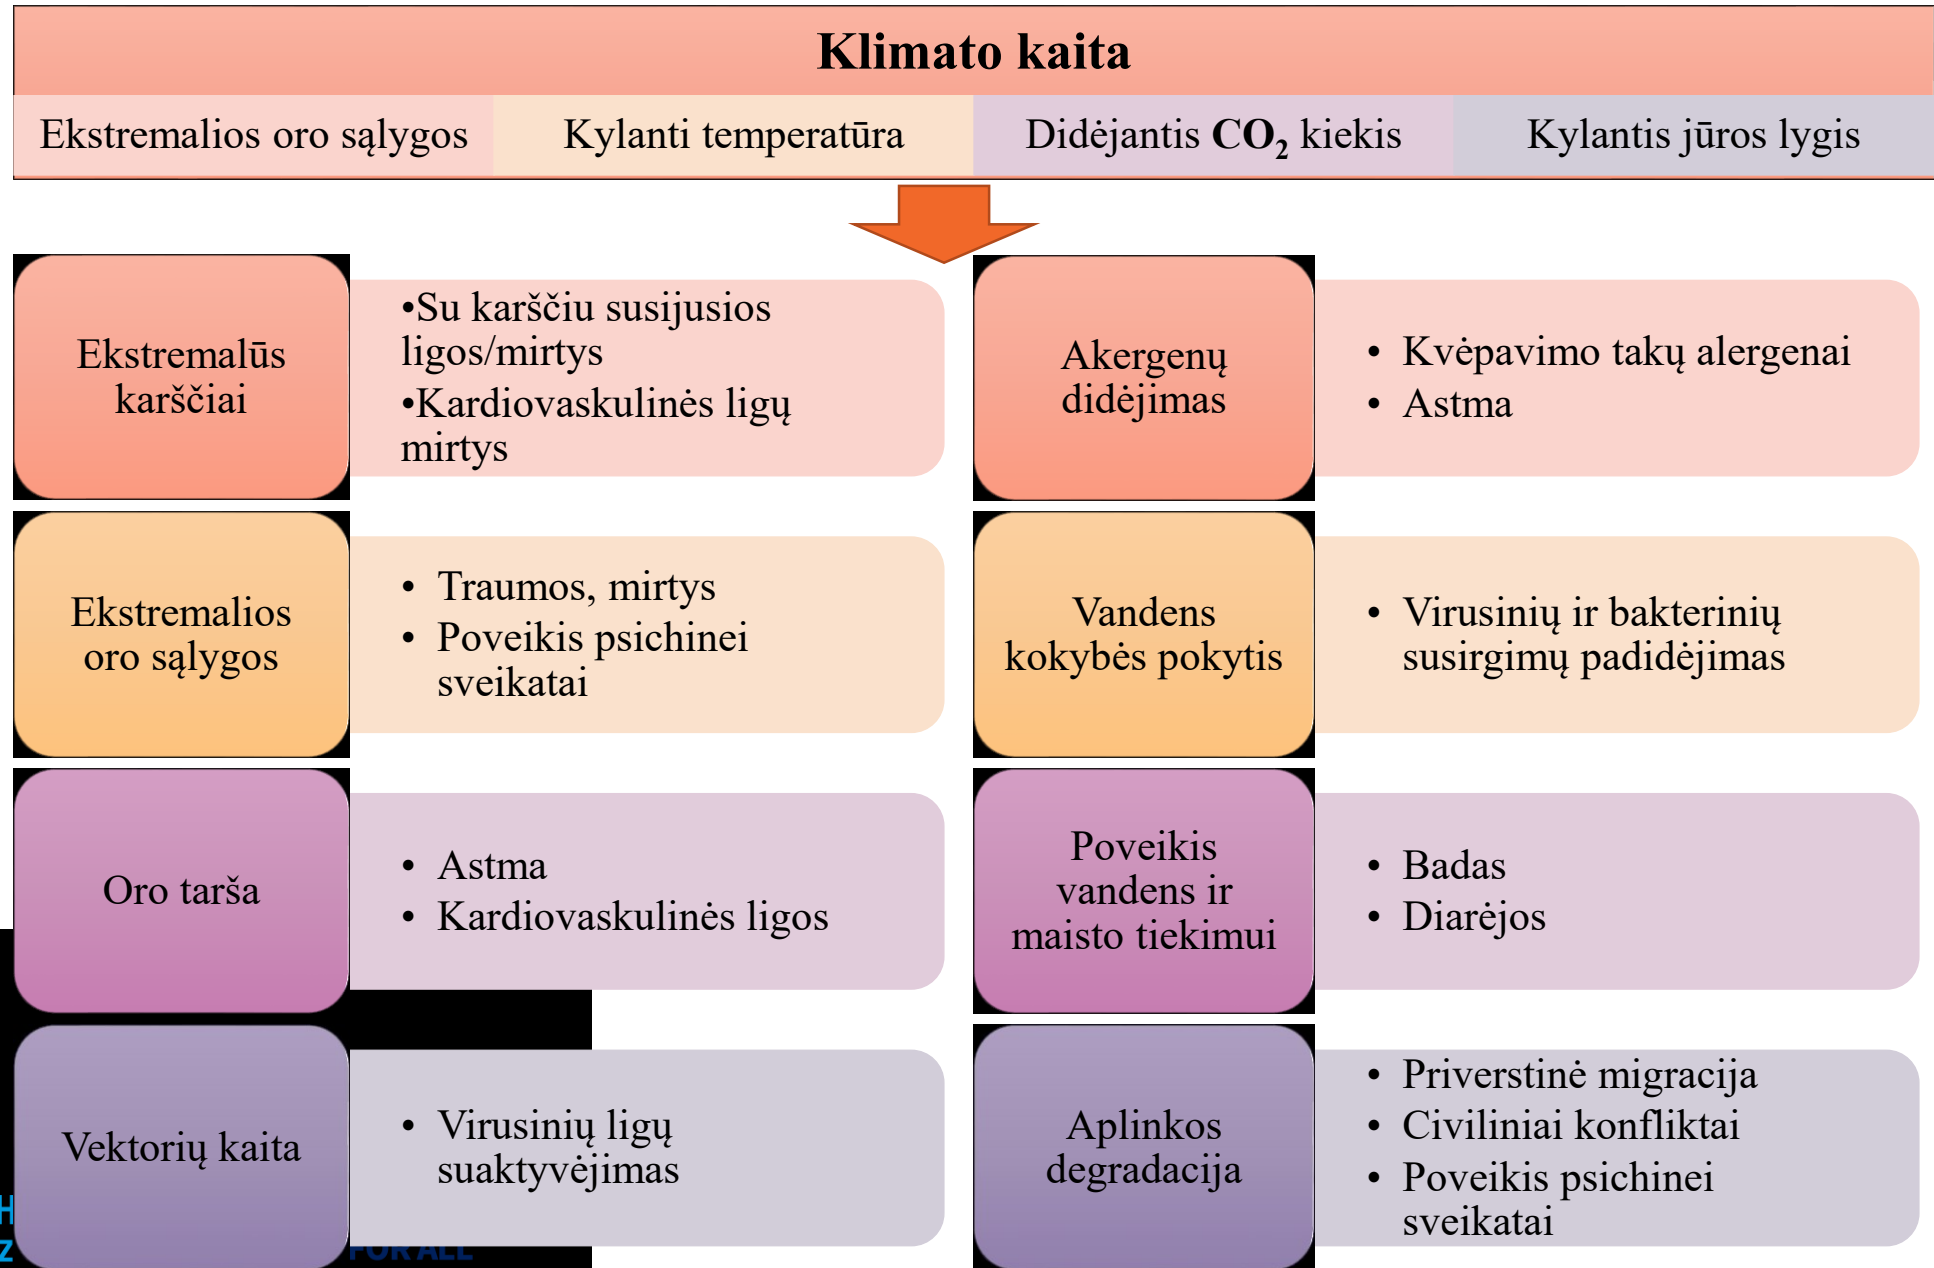 Klimato kaita
Ekstremalios oro sąlygos
Kylanti temperatūra
Didėjantis CO₂ kiekis
Kylantis jūros lygis
Ekstremalūs
karščiai
•Su karščiu susijusios
ligos/mirtys
•Kardiovaskulinės ligų
mirtys
Ekstremalios
oro sąlygos
• Traumos, mirtys
• Poveikis psichinei
sveikatai
Oro tarša
• Astma
• Kardiovaskulinės ligos
Vektorių kaita
• Virusinių ligų
suaktyvėjimas
Akergenų
didėjimas
• Kvėpavimo takų alergenai
• Astma
Vandens
kokybės pokytis
• Virusinių ir bakterinių
susirgimų padidėjimas
Poveikis
vandens ir
maisto tiekimui
• Badas
• Diarėjos
Aplinkos
degradacija
• Priverstinė migracija
• Civiliniai konfliktai
• Poveikis psichinei
sveikatai
FOR ALL